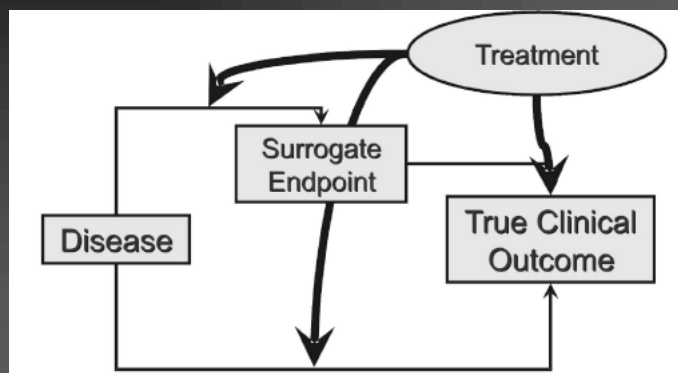 Treatment
Surrogate
Endpoint
Disease
True Clinical
Outcome